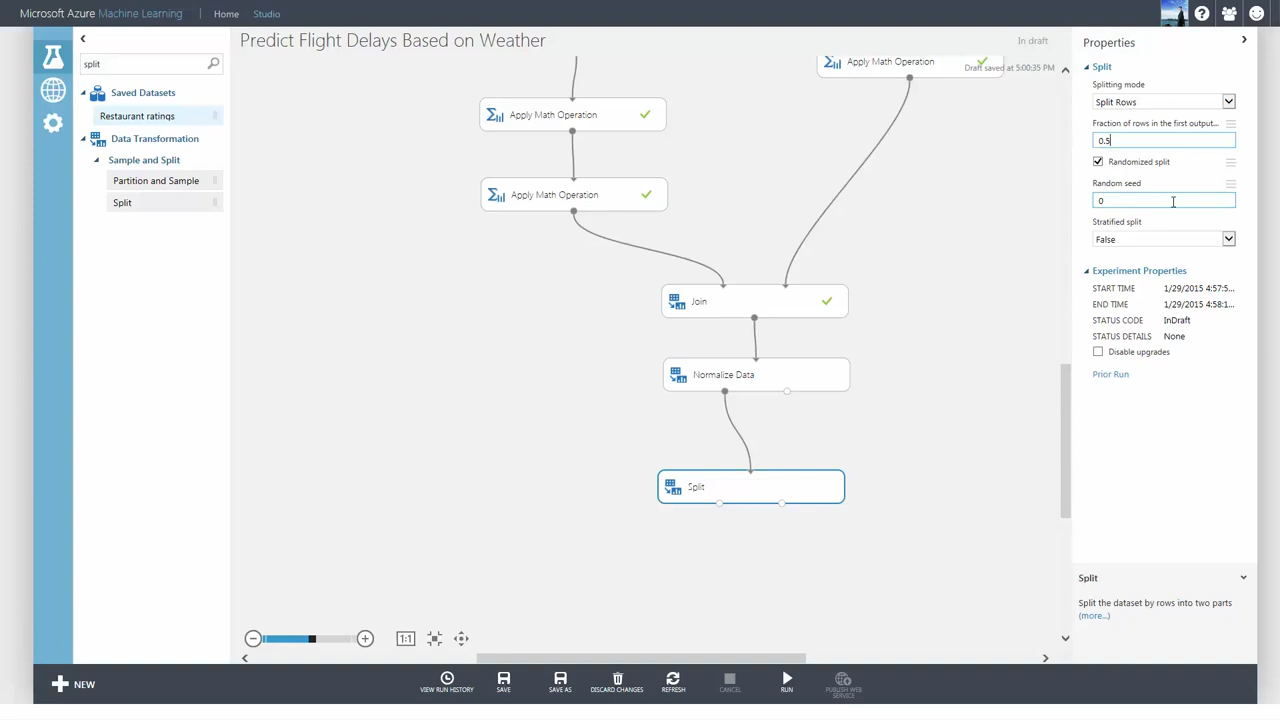 Microsoft Azure Machine Learning
Home
Studio
split
Saved Datasets
Restaurant ratings
Data Transformation
Sample and Split
Partition and Sample
Split
Predict Flight Delays Based on Weather
In draft
Draft saved at 5:00:35 PM
Apply Math Operation
Apply Math Operation
Apply Math Operation
Join
Normalize Data
Split
1:1
Properties
Split
Splitting mode
Split Rows
Fraction of rows in the first output...
0.5
Randomized split
Random seed
0
Stratified split
False
Experiment Properties
START TIME 1/29/2015 4:57:5...
END TIME 1/29/2015 4:58:1...
STATUS CODE InDraft
STATUS DETAILS None
Disable upgrades
Prior Run
Split
Split the dataset by rows into two parts
(more...)
NEW
VIEW RUN HISTORY
SAVE
SAVE AS
DISCARD CHANGES
REFRESH
CANCEL
RUN
PUBLISH WEB
SERVICE